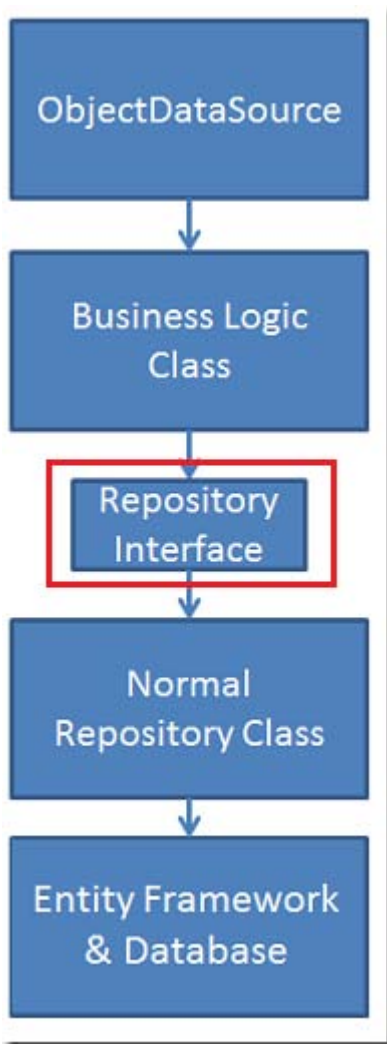 ObjectDataSource
Business Logic
Class
Repository
Interface
Normal
Repository Class
Entity Framework
& Database